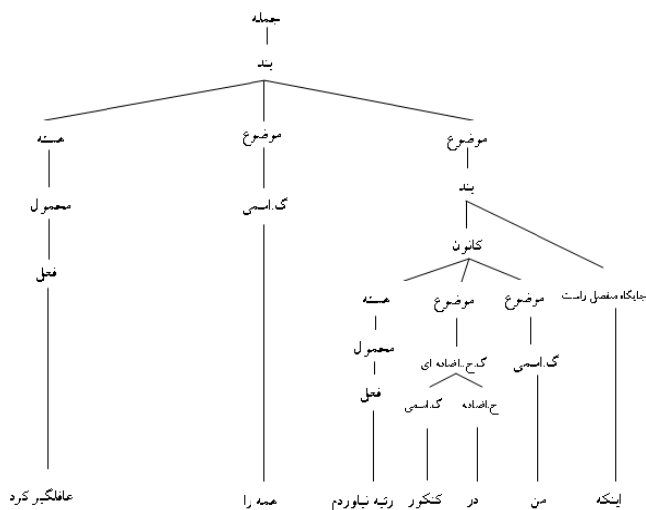 جمله
بند
موضوع موضوع هسته
بند
گ.اسمی محمول
کانون
فعل
جایگاه منفصل راست موضوع موضوع هسته
محمول
گ.اسمی گ.ح.اضافه ای
فعل
ح.اضافه گ.اسمی
اینکه من در کنکور رتبه نیاوردم همه را غافلگیر کرد